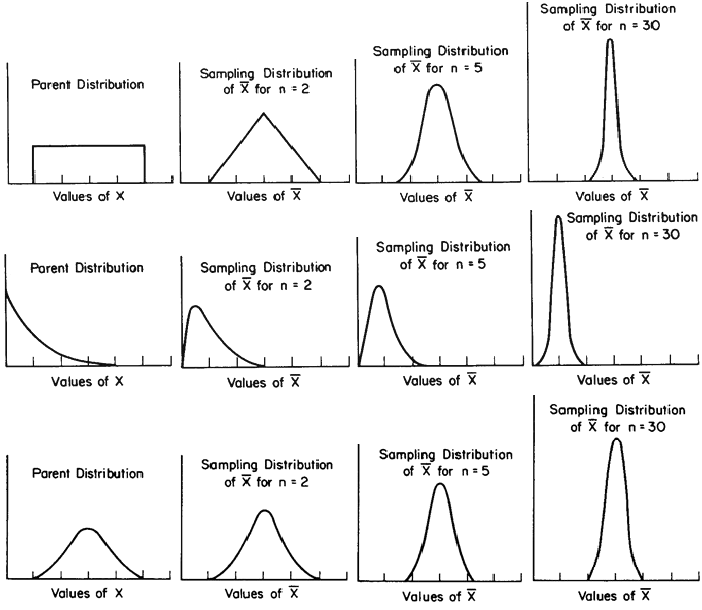 Parent Distribution
Values of X
Sampling Distribution
of X̅ for n = 2
Values of X̅
Sampling Distribution
of X̅ for n = 5
Values of X̅
Sampling Distribution
of X̅ for n = 30
Values of X̅
Parent Distribution
Values of X
Sampling Distribution
of X̅ for n = 2
Values of X̅
Sampling Distribution
of X̅ for n = 5
Values of X̅
Sampling Distribution
of X̅ for n = 30
Values of X̅
Parent Distribution
Values of X
Sampling Distribution
of X̅ for n = 2
Values of X̅
Sampling Distribution
of X̅ for n = 5
Values of X̅
Sampling Distribution
of X̅ for n = 30
Values of X̅